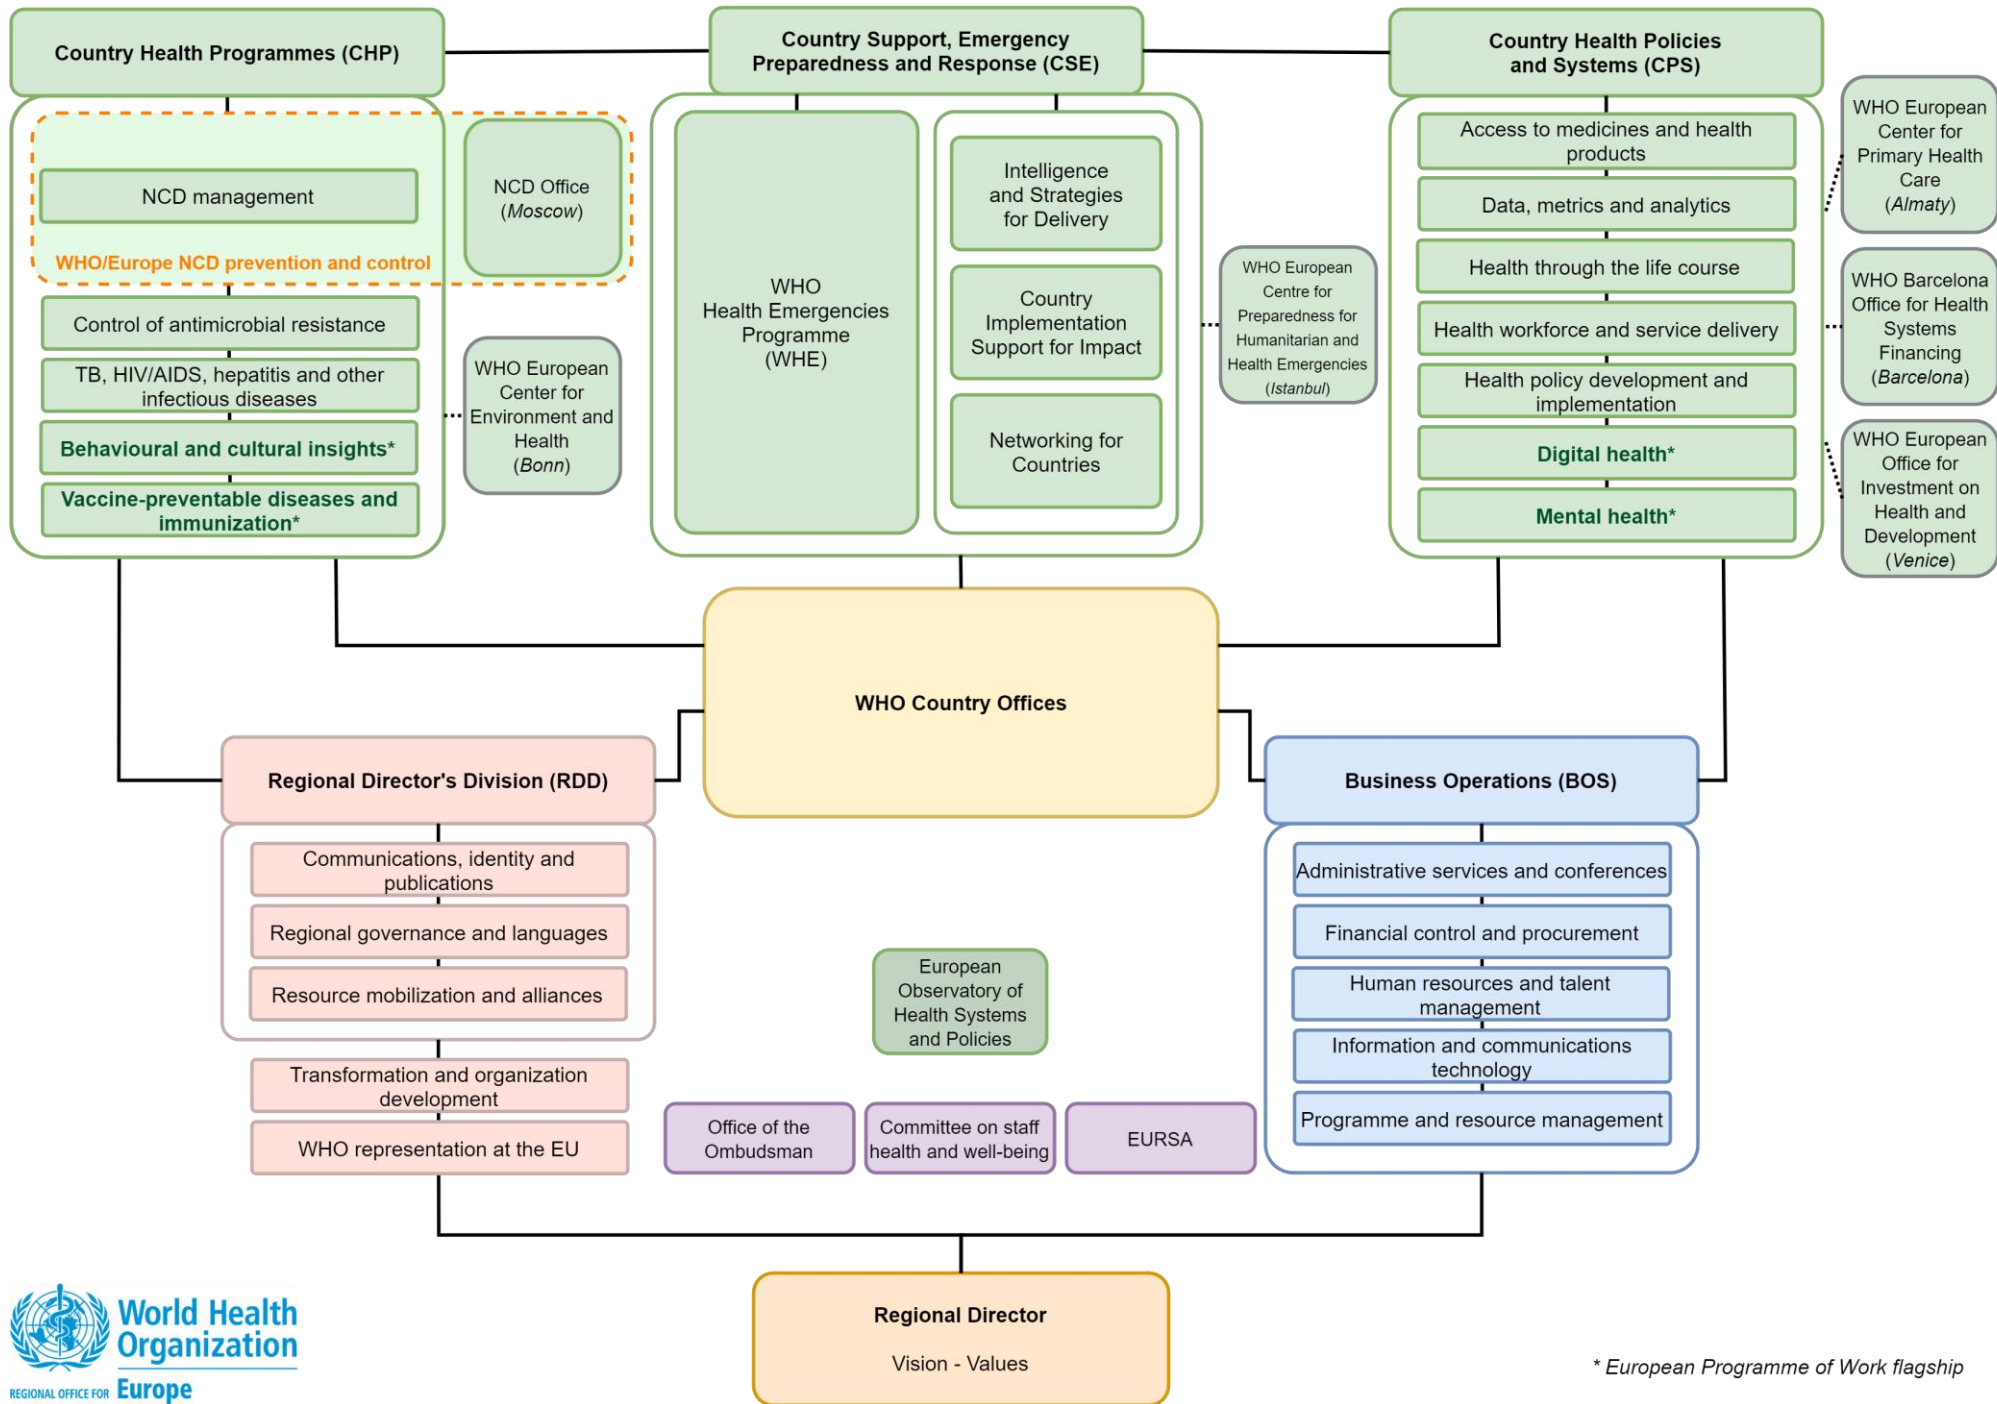 Country Health Programmes (CHP)
NCD management
WHO/Europe NCD prevention and control
NCD Office
(Moscow)
Control of antimicrobial resistance
TB, HIV/AIDS, hepatitis and other
infectious diseases
Behavioural and cultural insights*
Vaccine-preventable diseases and
immunization*
WHO European
Center for
Environment and
Health
(Bonn)
Country Support, Emergency
Preparedness and Response (CSE)
WHO
Health Emergencies
Programme
(WHE)
Intelligence
and Strategies
for Delivery
Country
Implementation
Support for Impact
Networking for
Countries
WHO European
Centre for
Preparedness for
Humanitarian and
Health Emergencies
(Istanbul)
Country Health Policies
and Systems (CPS)
Access to medicines and health
products
Data, metrics and analytics
Health through the life course
Health workforce and service delivery
Health policy development and
implementation
Digital health*
Mental health*
WHO European
Center for
Primary Health
Care
(Almaty)
WHO Barcelona
Office for Health
Systems
Financing
(Barcelona)
WHO European
Office for
Investment on
Health and
Development
(Venice)
WHO Country Offices
Regional Director's Division (RDD)
Communications, identity and
publications
Regional governance and languages
Resource mobilization and alliances
Transformation and organization
development
WHO representation at the EU
European
Observatory of
Health Systems
and Policies
Office of the
Ombudsman
Committee on staff
health and well-being
EURSA
Business Operations (BOS)
Administrative services and conferences
Financial control and procurement
Human resources and talent
management
Information and communications
technology
Programme and resource management
Regional Director
Vision - Values
World Health
Organization
REGIONAL OFFICE FOR Europe
* European Programme of Work flagship